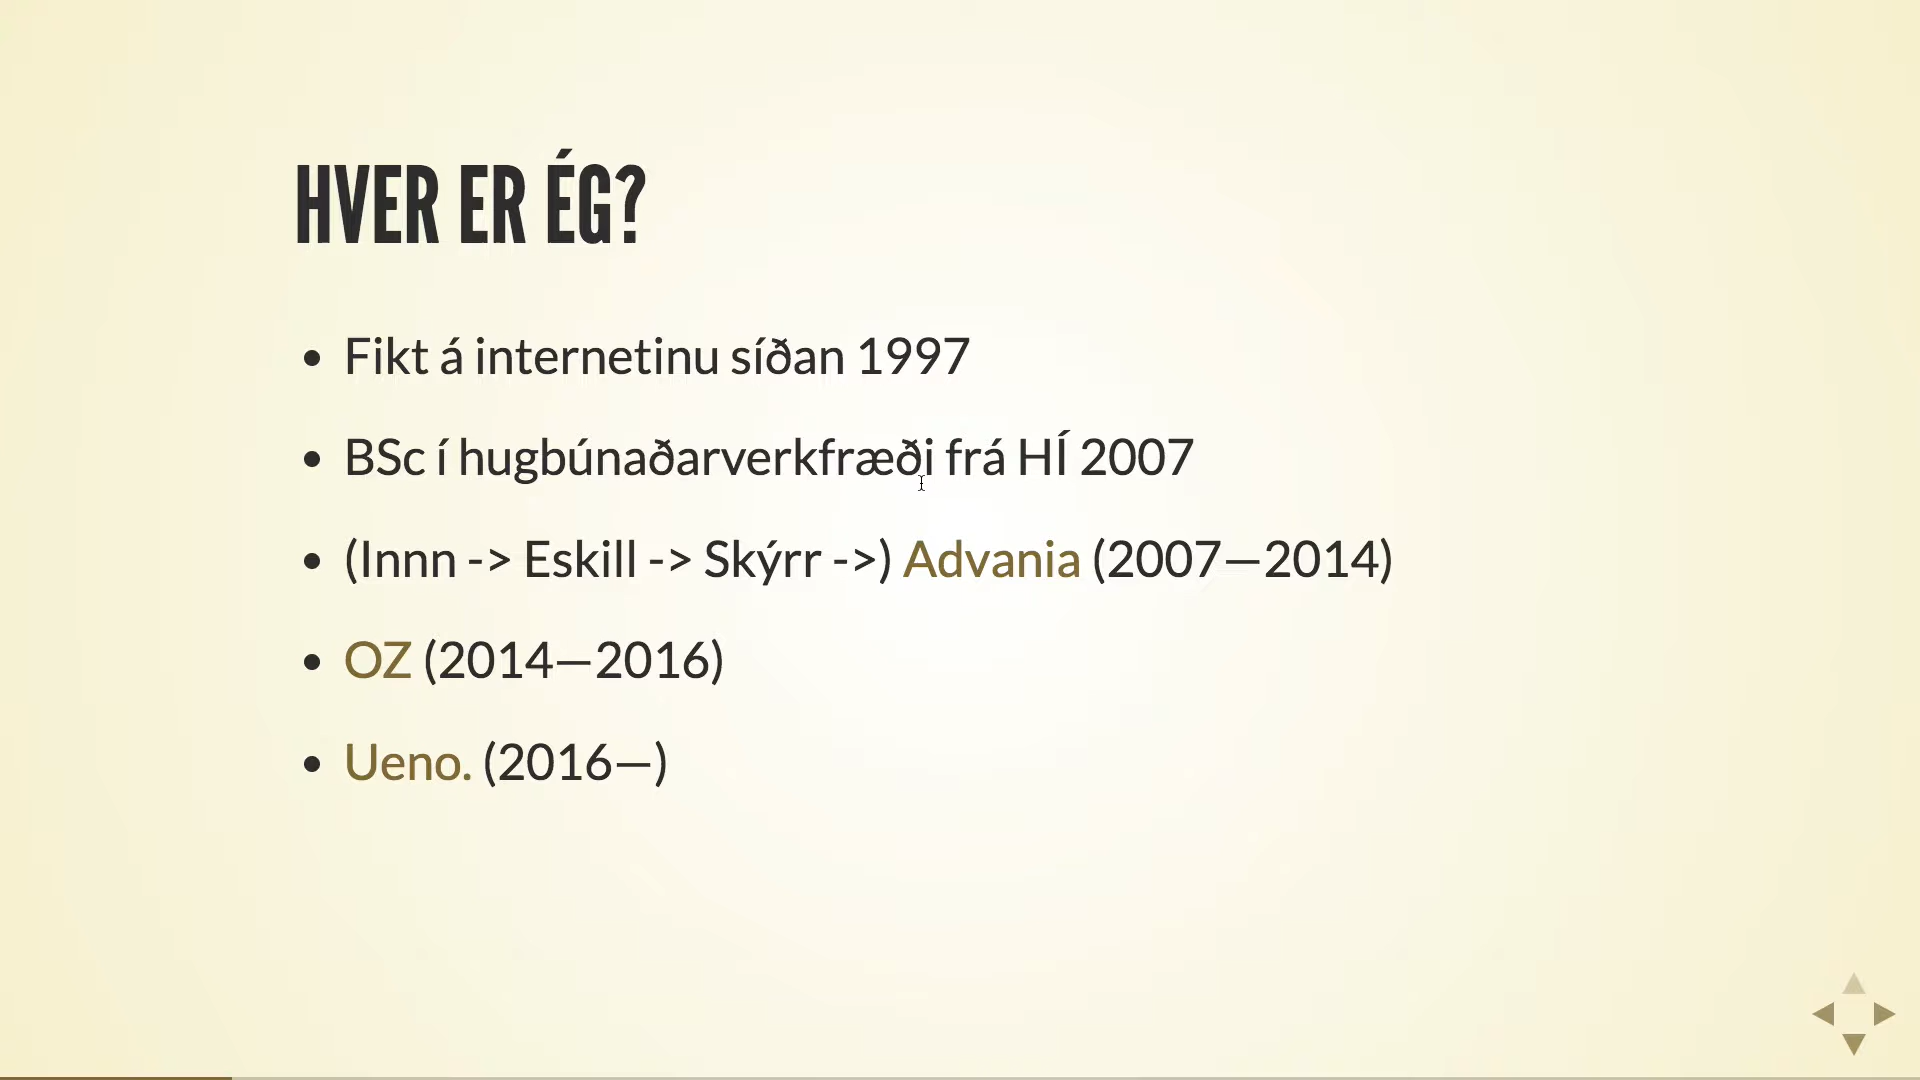 HVER ER ÉG?
Fikt á internetinu síðan 1997
BSc í hugbúnaðarverkfræði frá HÍ 2007
(Innn -> Eskill -> Skýrr ->) Advania (2007—2014)
OZ (2014—2016)
Ueno. (2016—)